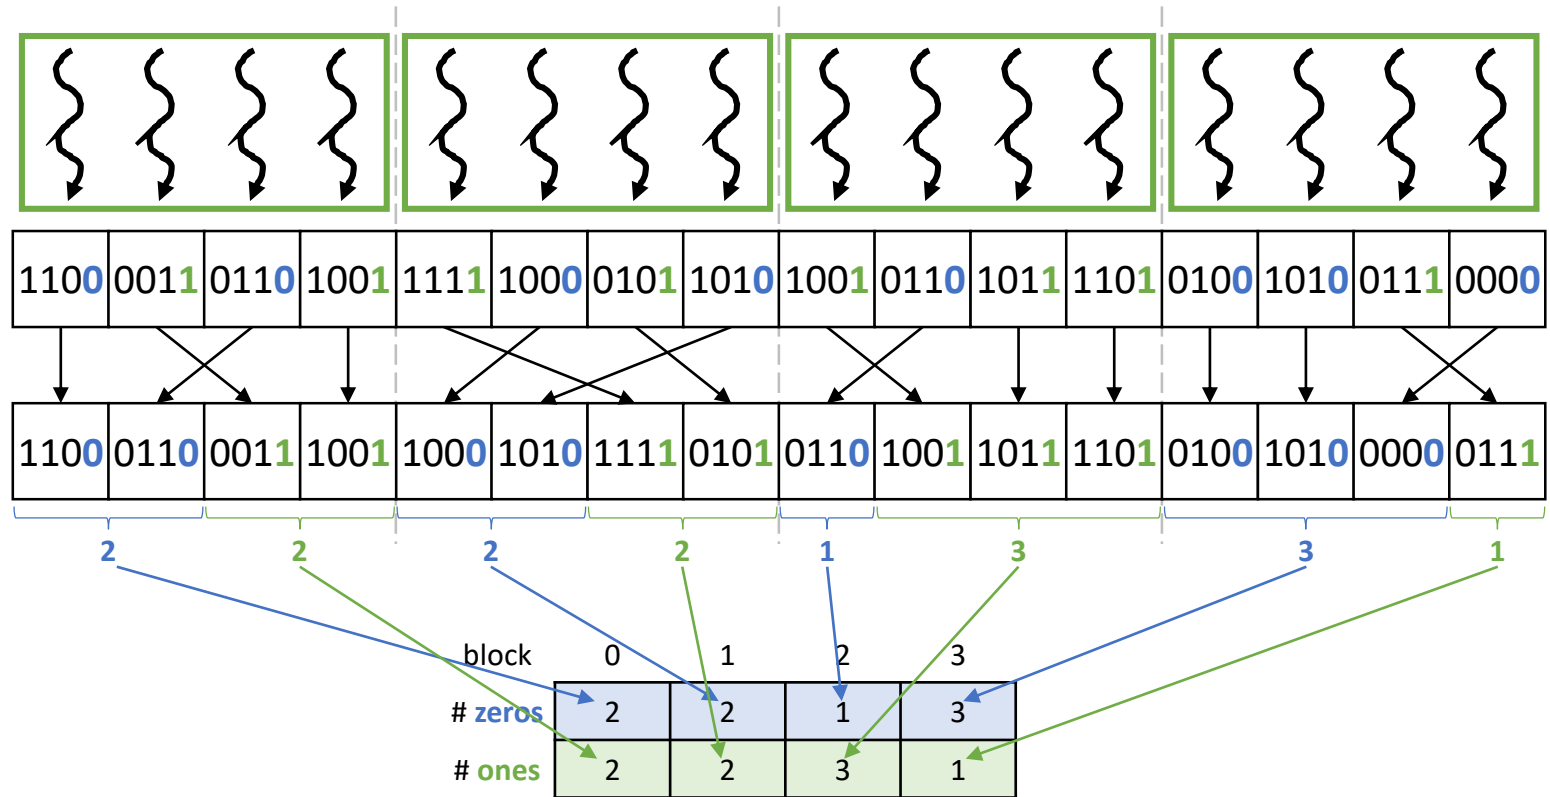 1100 0011 0110 1001 1111 1000 0101 1010 1001 0110 1011 1101 0100 1010 0111 0000
1100 0110 0011 1001 1000 1010 1111 0101 0110 1001 1011 1101 0100 1010 0000 0111
2 2 2 2 1 3 3 1
block 0 1 2 3
# zeros 2 2 1 3
# ones 2 2 3 1